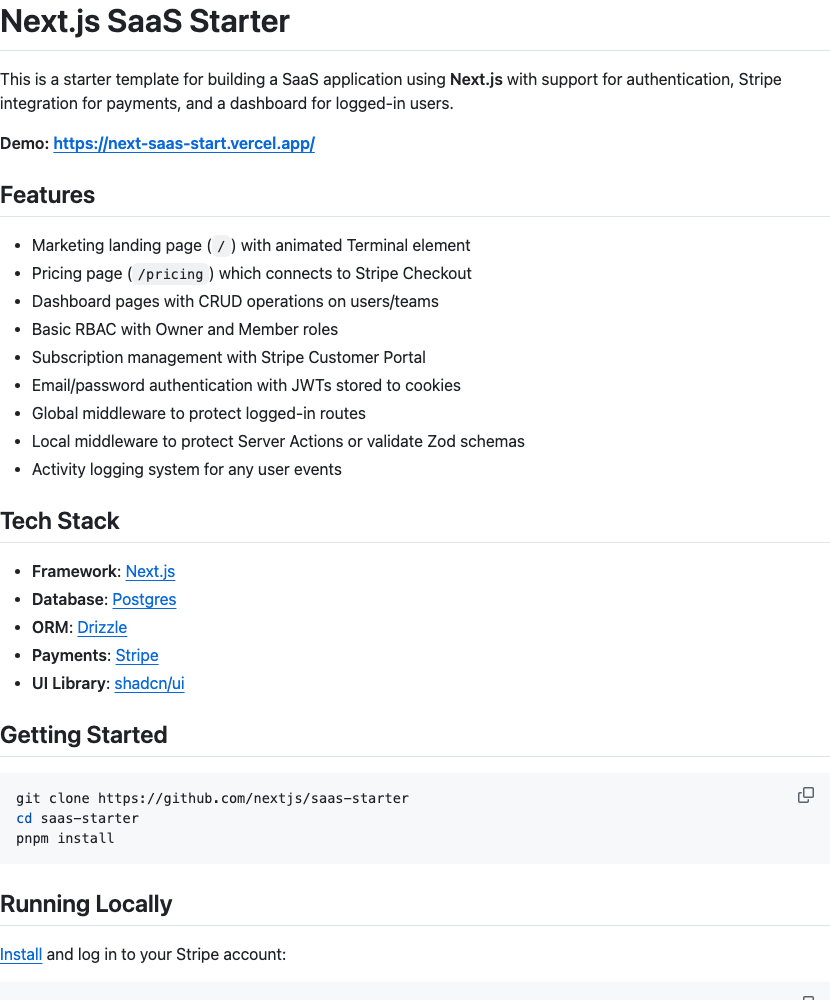 Next.js SaaS Starter
This is a starter template for building a SaaS application using Next.js with support for authentication, Stripe
integration for payments, and a dashboard for logged-in users.
Demo: https://next-saas-start.vercel.app/
Features
• Marketing landing page ( / ) with animated Terminal element
• Pricing page ( /pricing ) which connects to Stripe Checkout
• Dashboard pages with CRUD operations on users/teams
• Basic RBAC with Owner and Member roles
• Subscription management with Stripe Customer Portal
• Email/password authentication with JWTs stored to cookies
• Global middleware to protect logged-in routes
• Local middleware to protect Server Actions or validate Zod schemas
• Activity logging system for any user events
Tech Stack
• Framework: Next.js
• Database: Postgres
• ORM: Drizzle
• Payments: Stripe
• UI Library: shadcn/ui
Getting Started
git clone https://github.com/nextjs/saas-starter
cd saas-starter
pnpm install
Running Locally
Install and log in to your Stripe account: